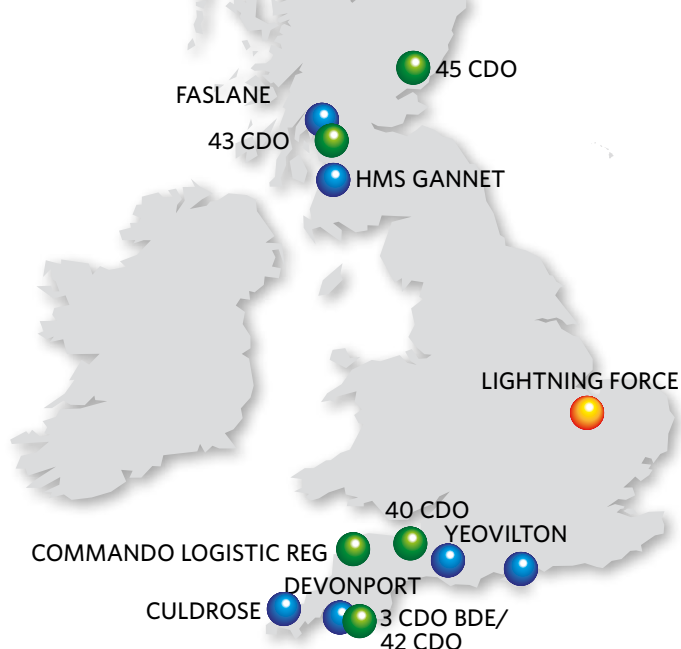 45 CDO
FASLANE
43 CDO
HMS GANNET
LIGHTNING FORCE
40 CDO
YEOVILTON
COMMANDO LOGISTIC REG
DEVONPORT
CULDROSE
3 CDO BDE/
42 CDO